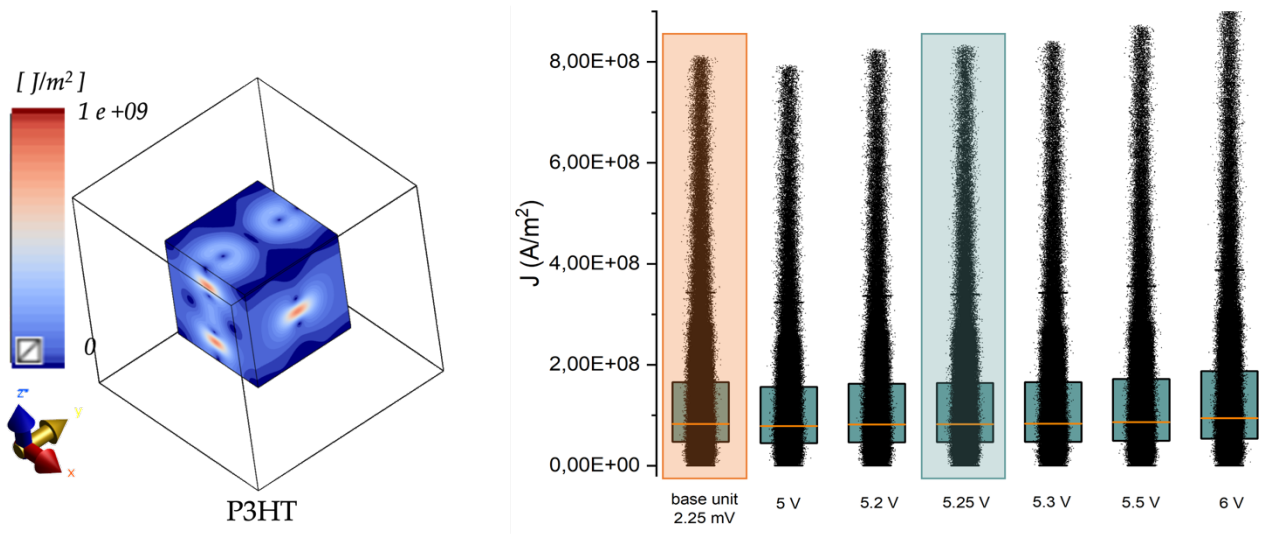 [ J/m² ]
1 e +09
0
z
y
x
P3HT
J (A/m²)
8,00E+08
6,00E+08
4,00E+08
2,00E+08
0,00E+00
base unit
2.25 mV
5 V
5.2 V
5.25 V
5.3 V
5.5 V
6 V